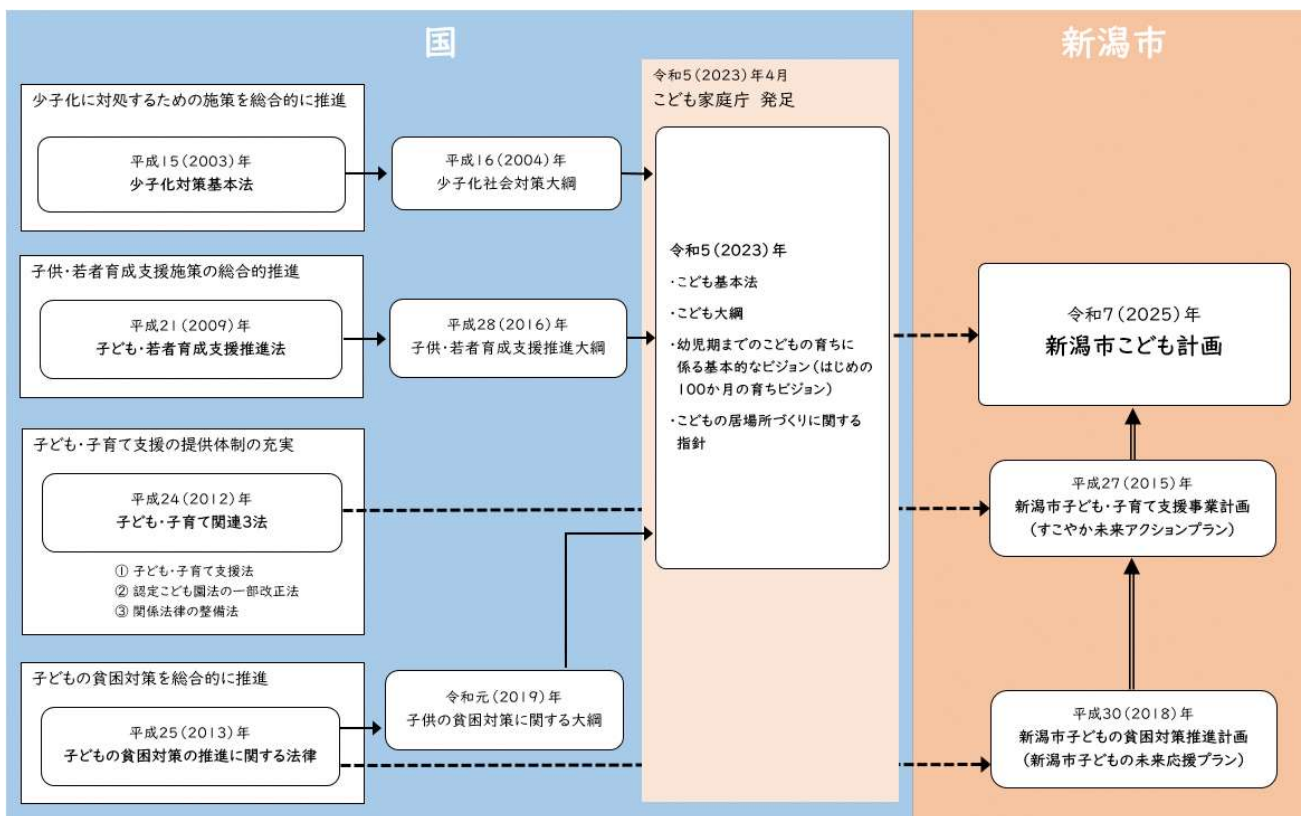 国
新潟市
少子化に対処するための施策を総合的に推進
平成15(2003)年
少子化対策基本法
平成16(2004)年
少子化社会対策大綱
子供・若者育成支援施策の総合的推進
平成21(2009)年
子ども・若者育成支援推進法
平成28(2016)年
子供・若者育成支援推進大綱
子ども・子育て支援の提供体制の充実
平成24(2012)年
子ども・子育て関連3法
① 子ども・子育て支援法
② 認定こども園法の一部改正法
③ 関係法律の整備法
子どもの貧困対策を総合的に推進
平成25(2013)年
子どもの貧困対策の推進に関する法律
令和元(2019)年
子供の貧困対策に関する大綱
令和5(2023)年4月
こども家庭庁 発足
令和5(2023)年
・こども基本法
・こども大綱
・幼児期までのこどもの育ちに
係る基本的なビジョン(はじめの
100か月の育ちビジョン)
・こどもの居場所づくりに関する
指針
令和7(2025)年
新潟市こども計画
平成27(2015)年
新潟市子ども・子育て支援事業計画
(すこやか未来アクションプラン)
平成30(2018)年
新潟市子どもの貧困対策推進計画
(新潟市子どもの未来応援プラン)